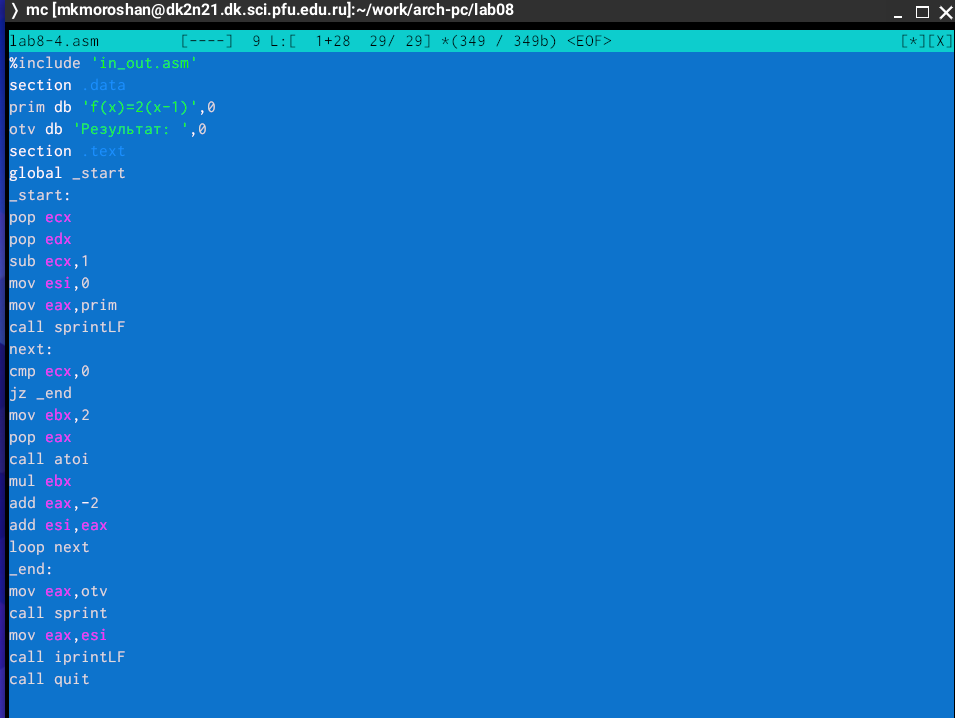 ❭ mc [mkmoroshan@dk2n21.dk.sci.pfu.edu.ru]:~/work/arch-pc/lab08
lab8-4.asm [----] 9 L:[ 1+28 29/ 29] *(349 / 349b) <EOF> [*][X]
%include 'in_out.asm'
section .data
prim db 'f(x)=2(x-1)',0
otv db 'Результат: ',0
section .text
global _start
_start:
pop ecx
pop edx
sub ecx,1
mov esi,0
mov eax,prim
call sprintLF
next:
cmp ecx,0
jz _end
mov ebx,2
pop eax
call atoi
mul ebx
add eax,-2
add esi,eax
loop next
_end:
mov eax,otv
call sprint
mov eax,esi
call iprintLF
call quit